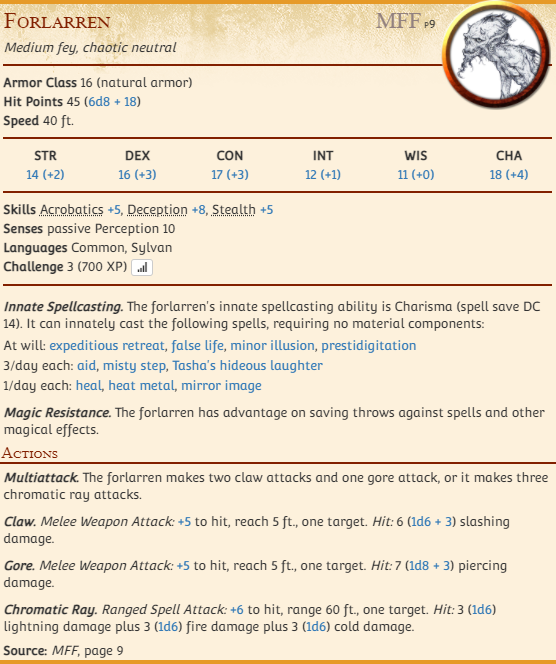 Forlarren MFF p9
Medium fey, chaotic neutral
Armor Class 16 (natural armor)
Hit Points 45 (6d8 + 18)
Speed 40 ft.
STR DEX CON INT WIS CHA
14 (+2) 16 (+3) 17 (+3) 12 (+1) 11 (+0) 18 (+4)
Skills Acrobatics +5, Deception +8, Stealth +5
Senses passive Perception 10
Languages Common, Sylvan
Challenge 3 (700 XP)
Innate Spellcasting. The forlarren's innate spellcasting ability is Charisma (spell save DC
14). It can innately cast the following spells, requiring no material components:
At will: expeditious retreat, false life, minor illusion, prestidigitation
3/day each: aid, misty step, Tasha's hideous laughter
1/day each: heal, heat metal, mirror image
Magic Resistance. The forlarren has advantage on saving throws against spells and other
magical effects.
Actions
Multiattack. The forlarren makes two claw attacks and one gore attack, or it makes three
chromatic ray attacks.
Claw. Melee Weapon Attack: +5 to hit, reach 5 ft., one target. Hit: 6 (1d6 + 3) slashing
damage.
Gore. Melee Weapon Attack: +5 to hit, reach 5 ft., one target. Hit: 7 (1d8 + 3) piercing
damage.
Chromatic Ray. Ranged Spell Attack: +6 to hit, range 60 ft., one target. Hit: 3 (1d6)
lightning damage plus 3 (1d6) fire damage plus 3 (1d6) cold damage.
Source: MFF, page 9